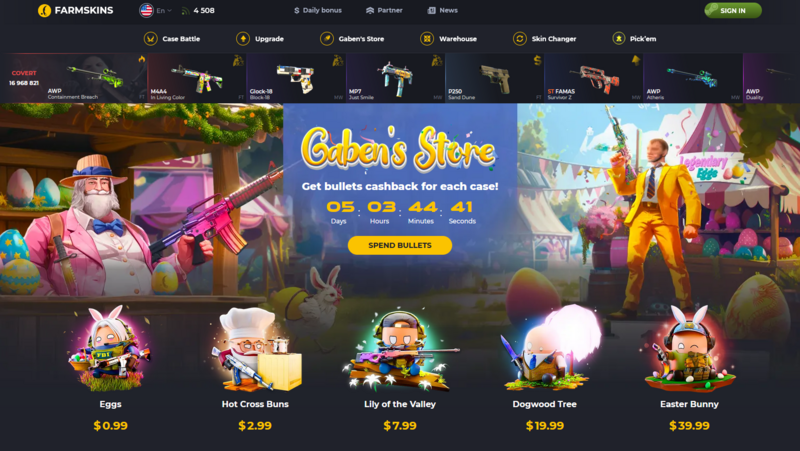 FARMSKINS
En
4 508
Daily bonus
Partner
News
SIGN IN
Case Battle
Upgrade
Gaben's Store
Warehouse
Skin Changer
Pick'em
COVERT
16 968 821
AWP
Containment Breach
FT
M4A4
In Living Color
FT
Glock-18
Block-18
MW
MP7
Just Smile
MW
P250
Sand Dune
FT
ST FAMAS
Survivor Z
MW
AWP
Atheris
MW
AWP
Duality
Gaben's Store
Get bullets cashback for each case!
05 : 03 : 44 : 41
Days Hours Minutes Seconds
SPEND BULLETS
Legendary
Eggs
FBI
Eggs
Hot Cross Buns
Lily of the Valley
Dogwood Tree
Easter Bunny
$0.99
$2.99
$7.99
$19.99
$39.99